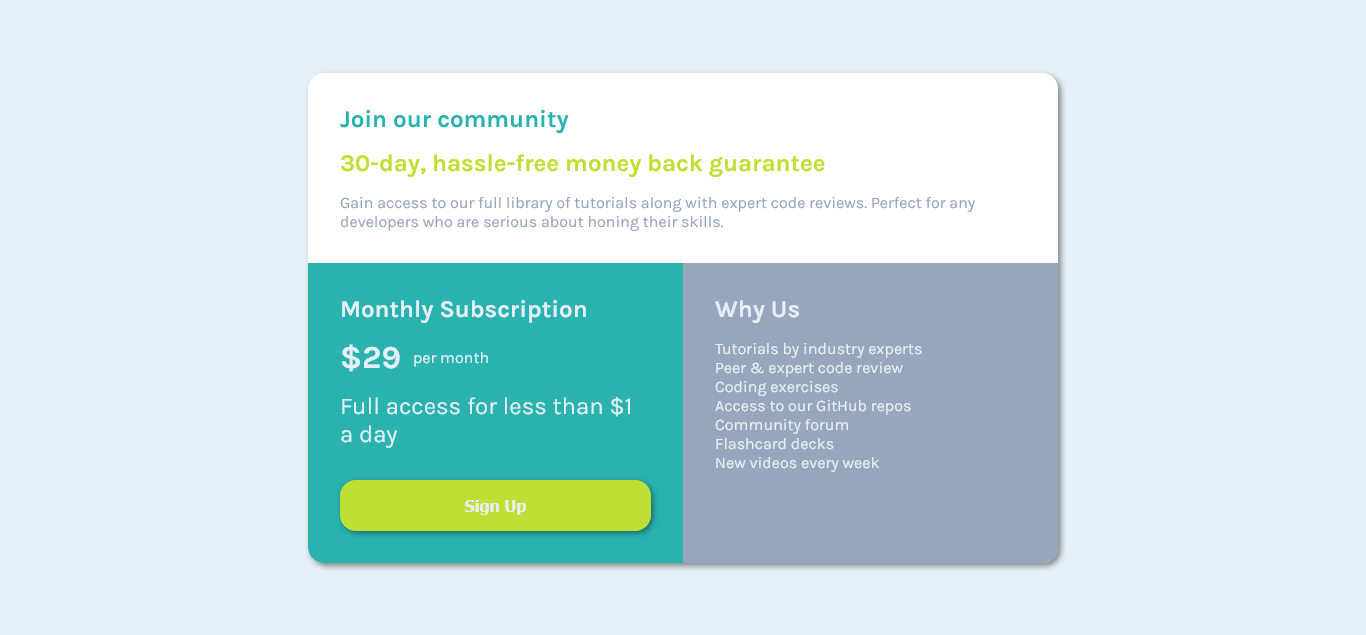 Join our community
30-day, hassle-free money back guarantee
Gain access to our full library of tutorials along with expert code reviews. Perfect for any
developers who are serious about honing their skills.
Monthly Subscription
$29 per month
Full access for less than $1
a day
Sign Up
Why Us
Tutorials by industry experts
Peer & expert code review
Coding exercises
Access to our GitHub repos
Community forum
Flashcard decks
New videos every week